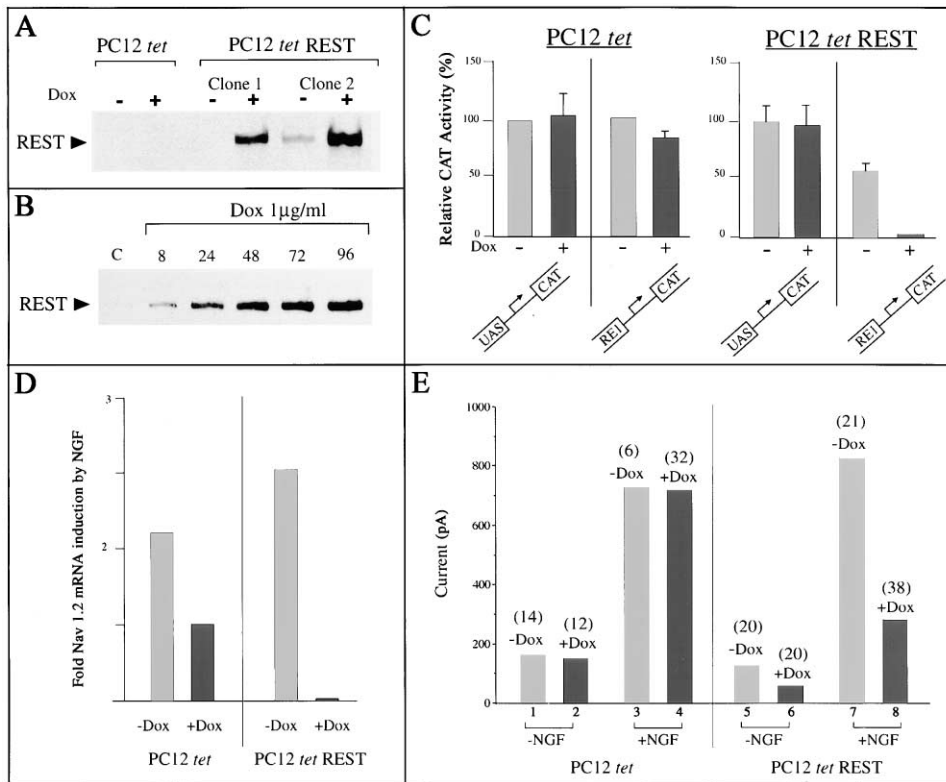 A
PC12 tet
PC12 tet REST
Clone 1
Clone 2
Dox
- + - + - +
REST
B
Dox 1μg/ml
C 8 24 48 72 96
REST
C
PC12 tet
PC12 tet REST
Relative CAT Activity (%)
150
100
50
0
150
100
50
0
Dox
- + - + - + - +
UAS CAT
RE1 CAT
UAS CAT
RE1 CAT
D
Fold Nav 1.2 mRNA induction by NGF
3
2
-Dox +Dox -Dox +Dox
PC12 tet
PC12 tet REST
E
Current (pA)
1000
800
600
400
200
0
(14)
-Dox
(12)
+Dox
(6)
-Dox
(32)
+Dox
(20)
-Dox
(20)
+Dox
(21)
-Dox
(38)
+Dox
1 2 3 4 5 6 7 8
-NGF +NGF -NGF +NGF
PC12 tet
PC12 tet REST